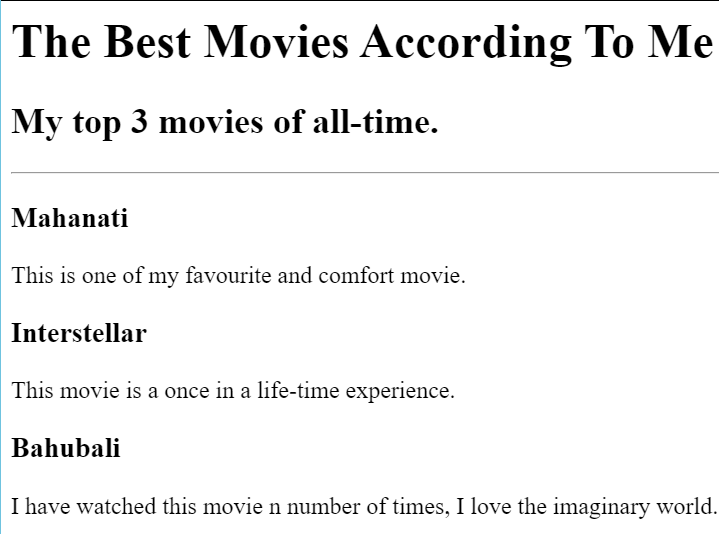 The Best Movies According To Me
My top 3 movies of all-time.
Mahanati
This is one of my favourite and comfort movie.
Interstellar
This movie is a once in a life-time experience.
Bahubali
I have watched this movie n number of times, I love the imaginary world.